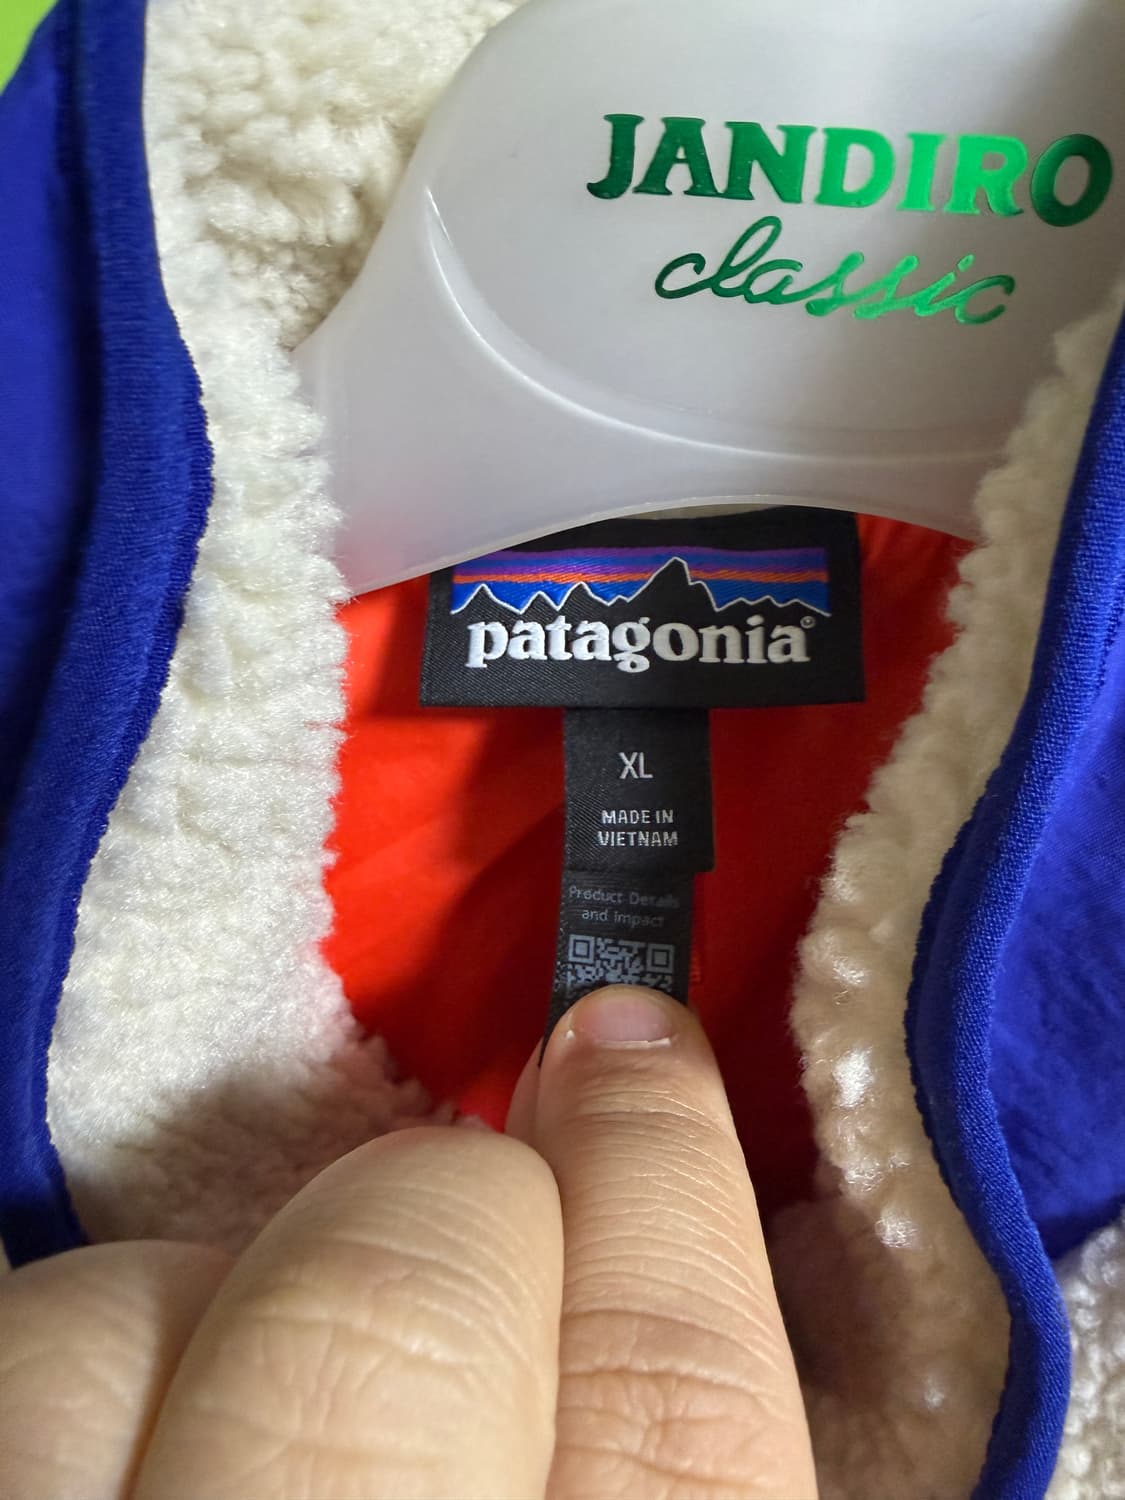 JANDIRO
classic
patagonia®
XL
MADE IN
VIETNAM
Product Details
and Impact